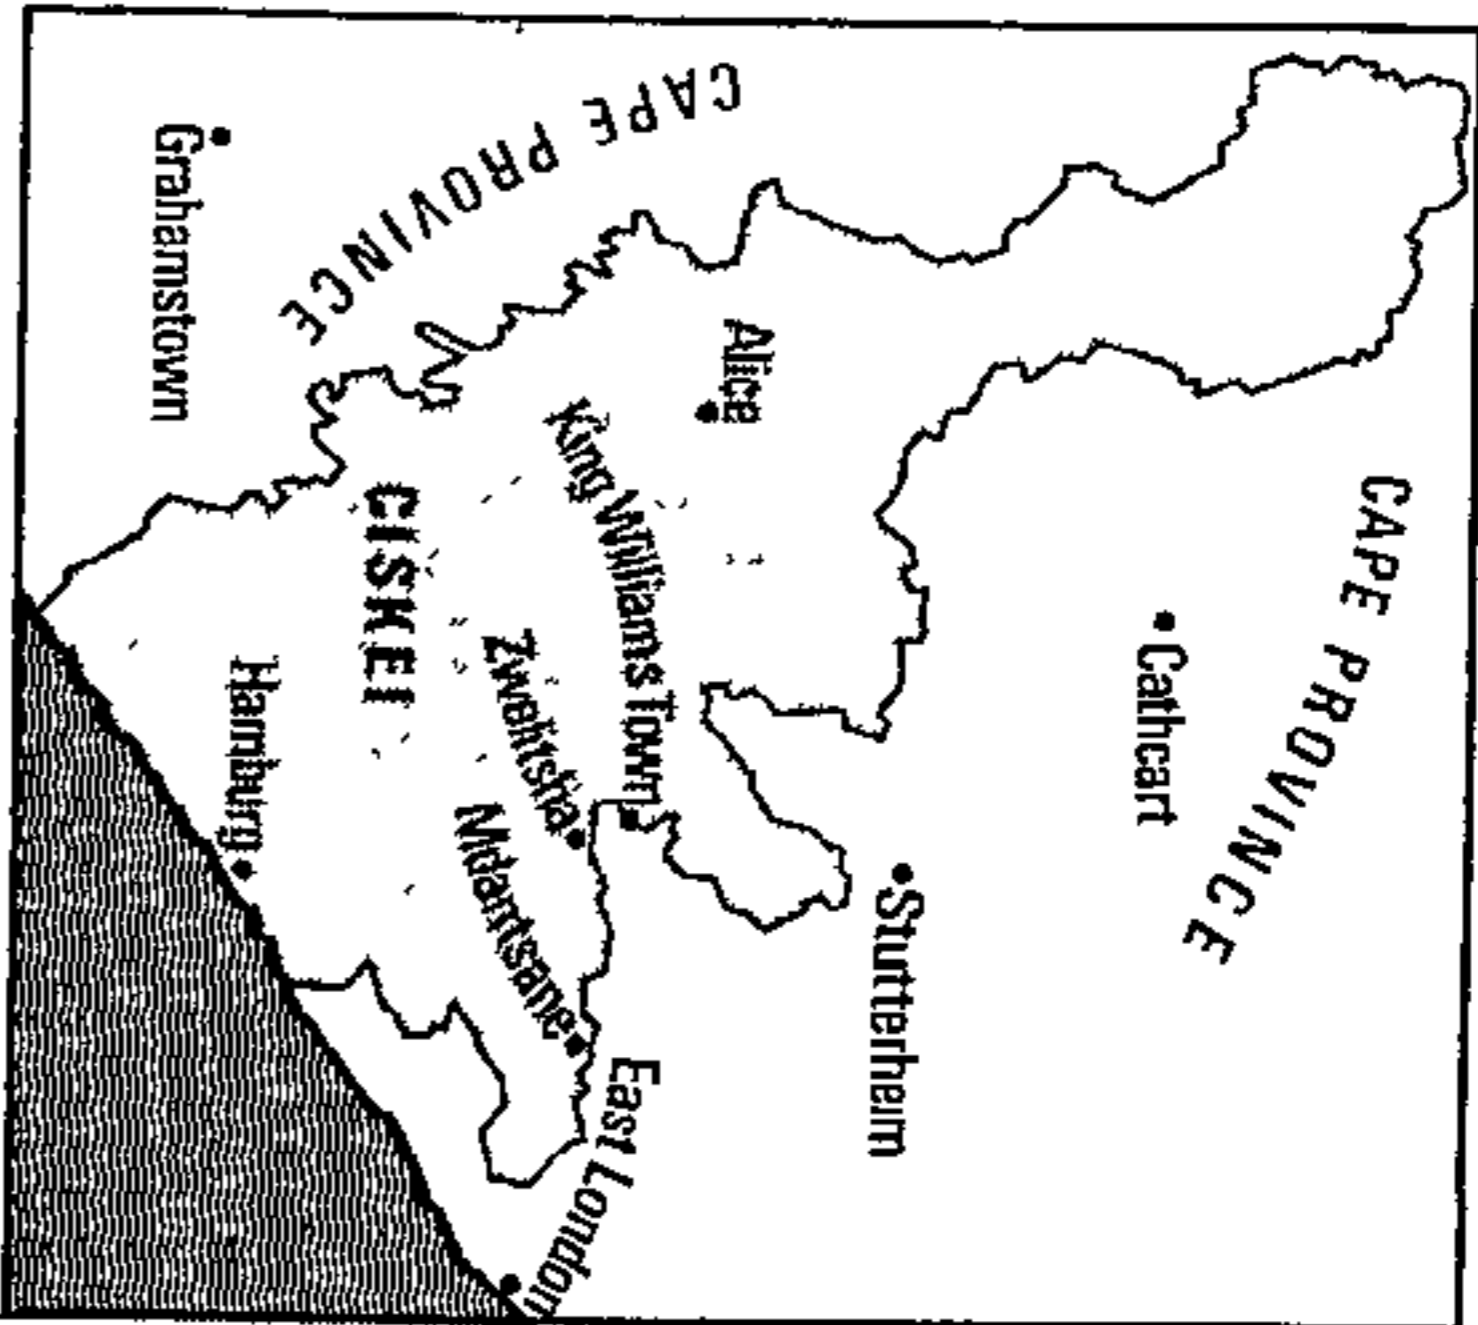 CAPE PROVINCE
Cathcart
Stutterheim
CAPE PROVINCE
Alice
King Williams Town
East London
Zwelitsha
Mdantsane
CISKEI
Hamburg
Grahamstown